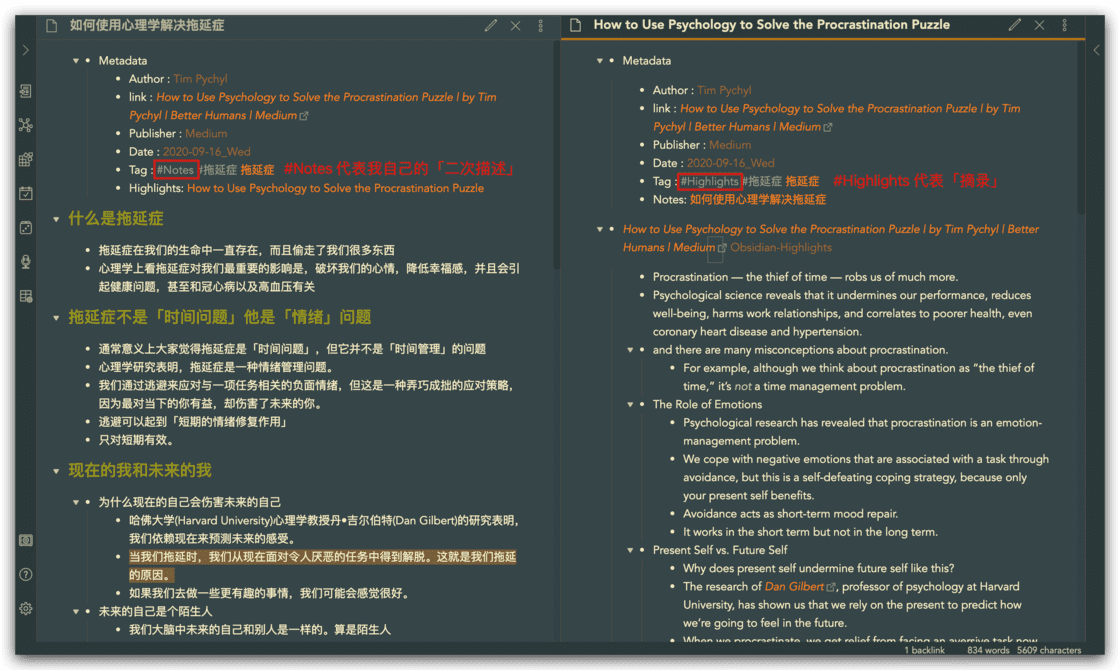 如何使用心理学解决拖延症
Metadata
Author : Tim Pychyl
link : How to Use Psychology to Solve the Procrastination Puzzle | by Tim
Pychyl | Better Humans | Medium
Publisher : Medium
Date : 2020-09-16_Wed
Tag : #Notes #拖延症 拖延症 #Notes 代表我自己的「二次描述」
Highlights: How to Use Psychology to Solve the Procrastination Puzzle
什么是拖延症
拖延症在我们的生命中一直存在，而且偷走了我们很多东西
心理学上看拖延症对我们最重要的影响是，破坏我们的心情，降低幸福感，并且会引
起健康问题，甚至和冠心病以及高血压有关
拖延症不是「时间问题」他是「情绪」问题
通常意义上大家觉得拖延症是「时间问题」，但它并不是「时间管理」的问题
心理学研究表明，拖延症是一种情绪管理问题。
我们通过逃避来应对与一项任务相关的负面情绪，但这是一种弄巧成拙的应对策略，
因为最对当下的你有益，却伤害了未来的你。
逃避可以起到「短期的情绪修复作用」
只对短期有效。
现在的我和未来的我
为什么现在的自己会伤害未来的自己
哈佛大学(Harvard University)心理学教授丹•吉尔伯特(Dan Gilbert)的研究表明，
我们依赖现在来预测未来的感受。
当我们拖延时，我们从现在面对令人厌恶的任务中得到解脱。这就是我们拖延
的原因。
如果我们去做一些更有趣的事情，我们可能会感觉很好。
未来的自己是个陌生人
我们大脑中未来的自己和别人是一样的。算是陌生人
How to Use Psychology to Solve the Procrastination Puzzle
Metadata
Author : Tim Pychyl
link : How to Use Psychology to Solve the Procrastination Puzzle | by Tim
Pychyl | Better Humans | Medium
Publisher : Medium
Date : 2020-09-16_Wed
Tag : #Highlights #拖延症 拖延症 #Highlights 代表「摘录」
Notes: 如何使用心理学解决拖延症
How to Use Psychology to Solve the Procrastination Puzzle | by Tim Pychyl | Better
Humans | Medium Obsidian-Highlights
Procrastination — the thief of time — robs us of much more.
Psychological science reveals that it undermines our performance, reduces
well-being, harms work relationships, and correlates to poorer health, even
coronary heart disease and hypertension.
and there are many misconceptions about procrastination.
For example, although we think about procrastination as “the thief of
time,” it’s not a time management problem.
The Role of Emotions
Psychological research has revealed that procrastination is an emotion-
management problem.
We cope with negative emotions that are associated with a task through
avoidance, but this is a self-defeating coping strategy, because only
your present self benefits.
Avoidance acts as short-term mood repair.
It works in the short term but not in the long term.
Present Self vs. Future Self
Why does present self undermine future self like this?
The research of Dan Gilbert, professor of psychology at Harvard
University, has shown us that we rely on the present to predict how
we’re going to feel in the future.
When we procrastinate, we get relief from facing an aversive task now
1 backlink 834 words 5609 characters